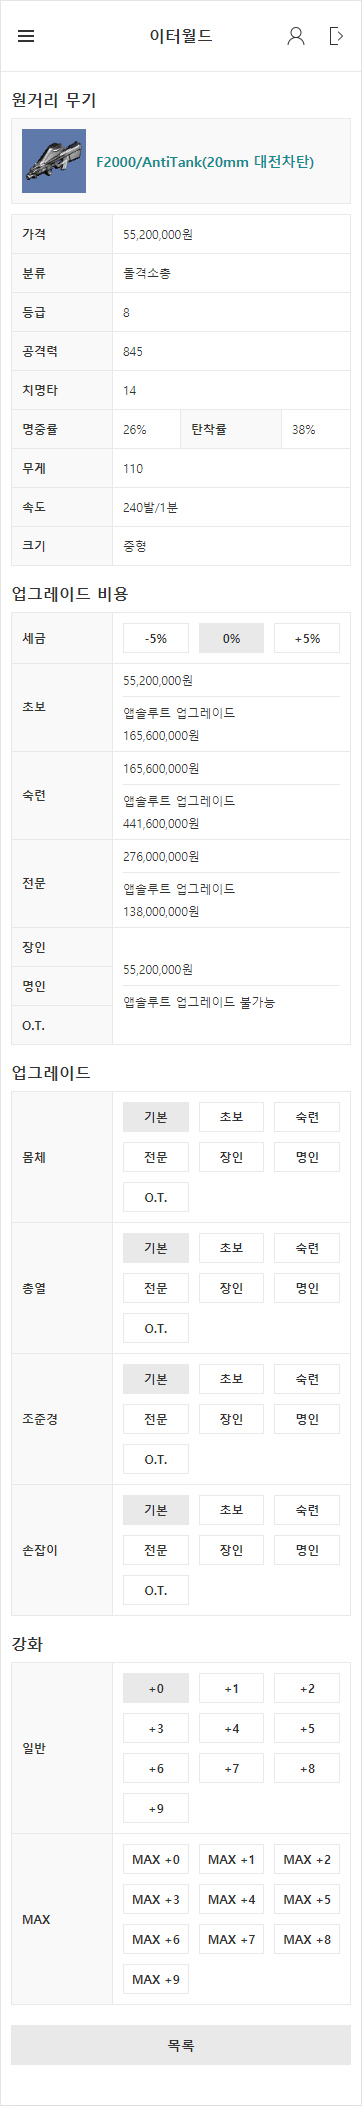 이터월드
원거리 무기
F2000/AntiTank(20mm 대전차탄)
가격 55,200,000원
분류 돌격소총
등급 8
공격력 845
치명타 14
명중률 26% 탄착률 38%
무게 110
속도 240발/1분
크기 중형
업그레이드 비용
세금 -5% 0% +5%
초보 55,200,000원
앱솔루트 업그레이드
165,600,000원
숙련 165,600,000원
앱솔루트 업그레이드
441,600,000원
전문 276,000,000원
앱솔루트 업그레이드
138,000,000원
장인
명인
O.T.
55,200,000원
앱솔루트 업그레이드 불가능
업그레이드
몸체
기본 초보 숙련
전문 장인 명인
O.T.
총열
기본 초보 숙련
전문 장인 명인
O.T.
조준경
기본 초보 숙련
전문 장인 명인
O.T.
손잡이
기본 초보 숙련
전문 장인 명인
O.T.
강화
일반
+0 +1 +2
+3 +4 +5
+6 +7 +8
+9
MAX
MAX +0 MAX +1 MAX +2
MAX +3 MAX +4 MAX +5
MAX +6 MAX +7 MAX +8
MAX +9
목록